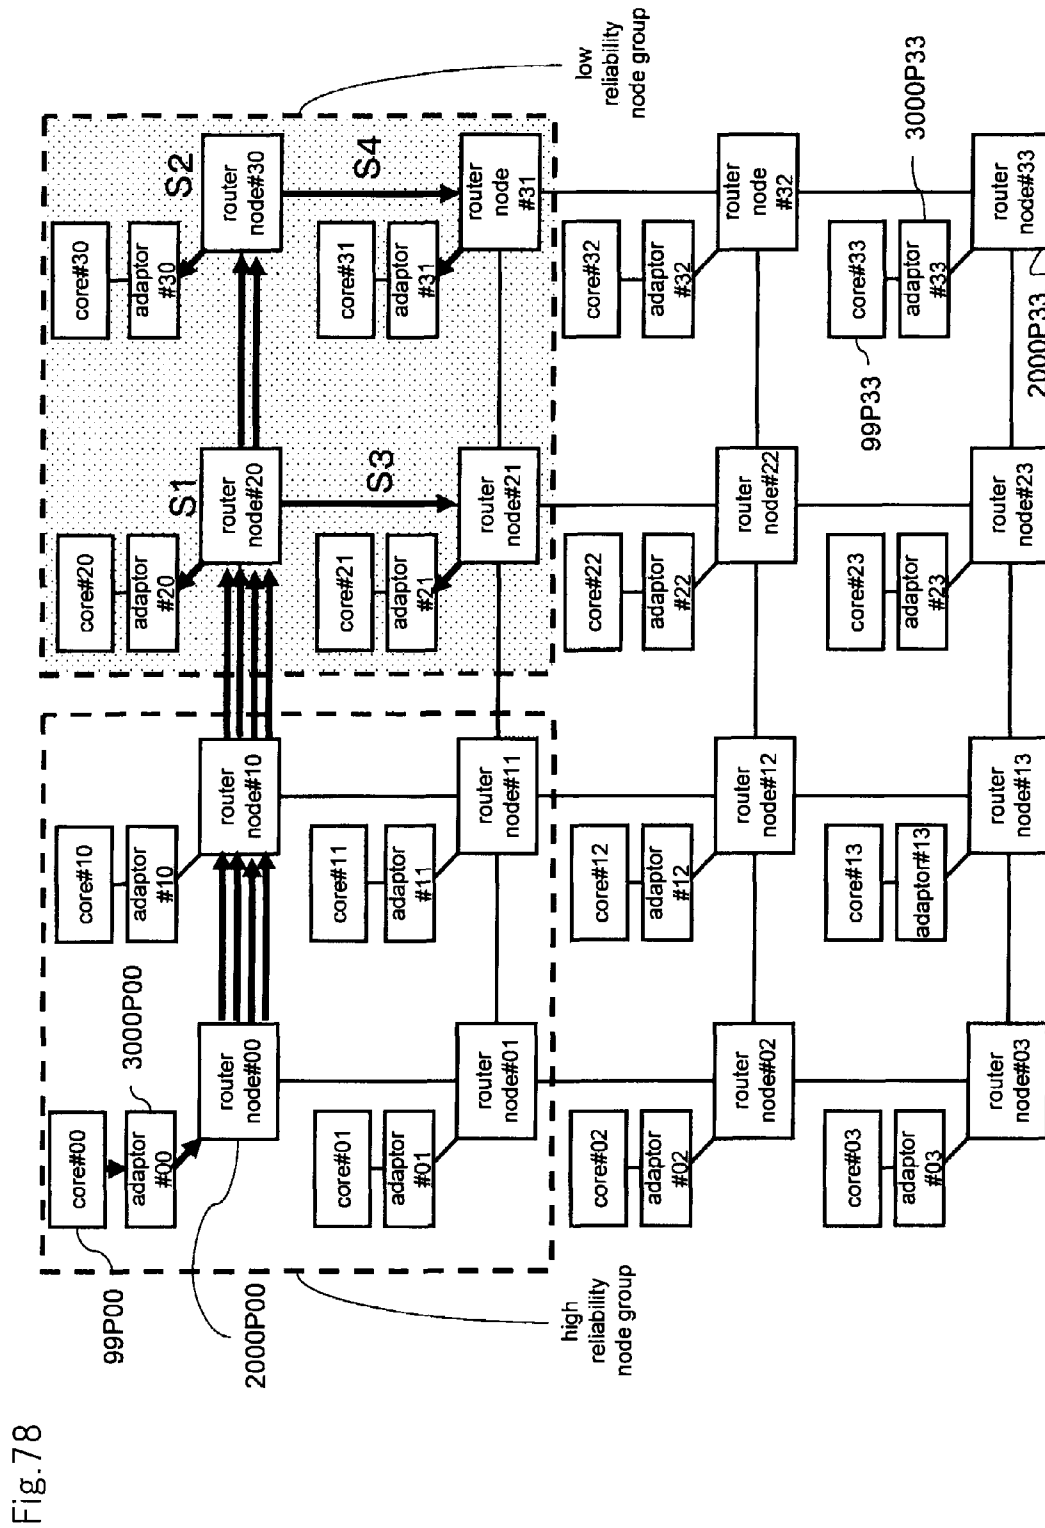 Fig.78
99P00
core#00
adaptor
#00
3000P00
router
node#00
2000P00
core#10
adaptor
#10
router
node#10
core#20
adaptor
#20
S1
router
node#20
core#30
adaptor
#30
S2
router
node#30
low
reliability
node group
high
reliability
node group
core#01
adaptor
#01
router
node#01
core#11
adaptor
#11
router
node#11
core#21
adaptor
#21
S3
router
node#21
core#31
adaptor
#31
S4
router
node
#31
core#02
adaptor
#02
router
node#02
core#12
adaptor
#12
router
node#12
core#22
adaptor
#22
router
node#22
core#32
adaptor
#32
router
node
#32
core#03
adaptor
#03
router
node#03
core#13
adaptor#13
router
node#13
core#23
adaptor
#23
router
node#23
99P33
core#33
adaptor
#33
3000P33
router
node#33
2000P33